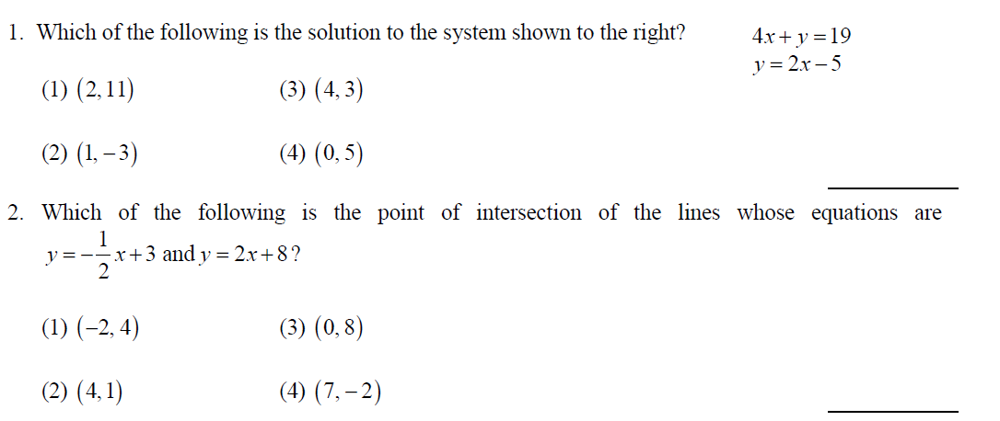 1. Which of the following is the solution to the system shown to the right?
4x + y = 19
y = 2x − 5
(1) (2, 11) (3) (4, 3)
(2) (1, −3) (4) (0, 5)
2. Which of the following is the point of intersection of the lines whose equations are
y = −1/2 x + 3 and y = 2x + 8?
(1) (−2, 4) (3) (0, 8)
(2) (4, 1) (4) (7, −2)